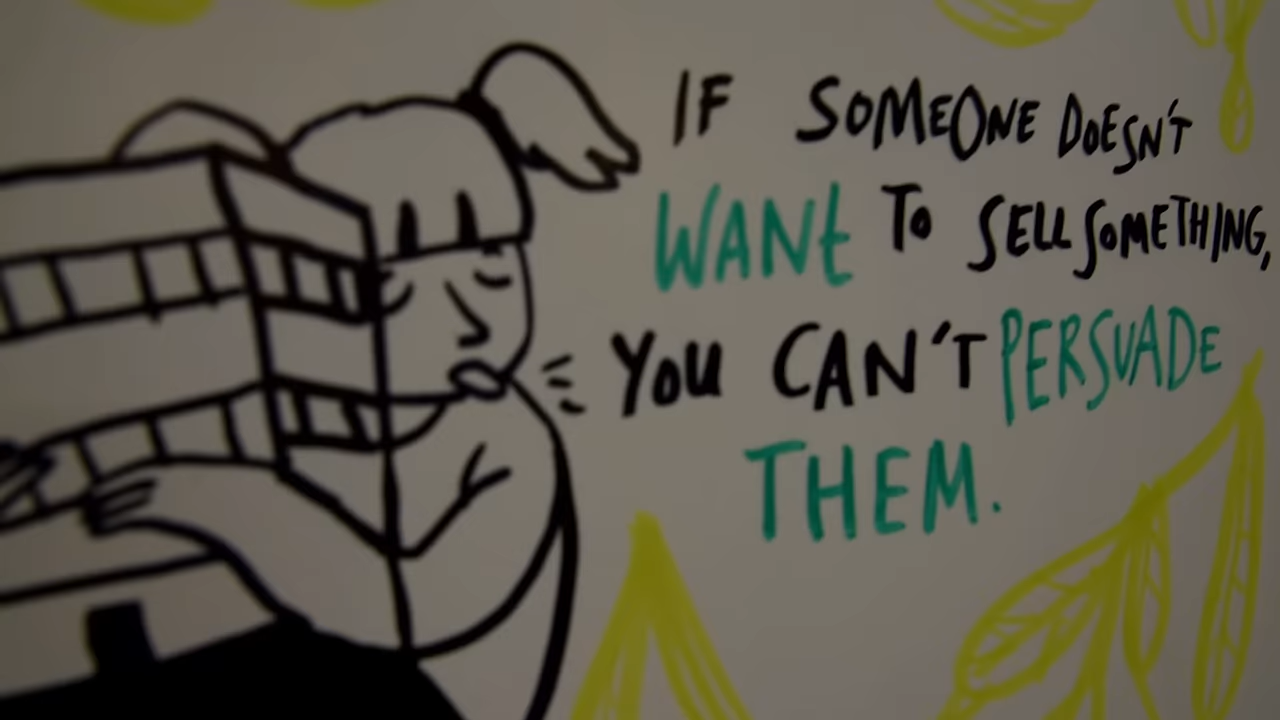 IF SOMEONE DOESN'T
WANt To SELL SoMETHING,
You CAN'T PERSUADE
THEM.